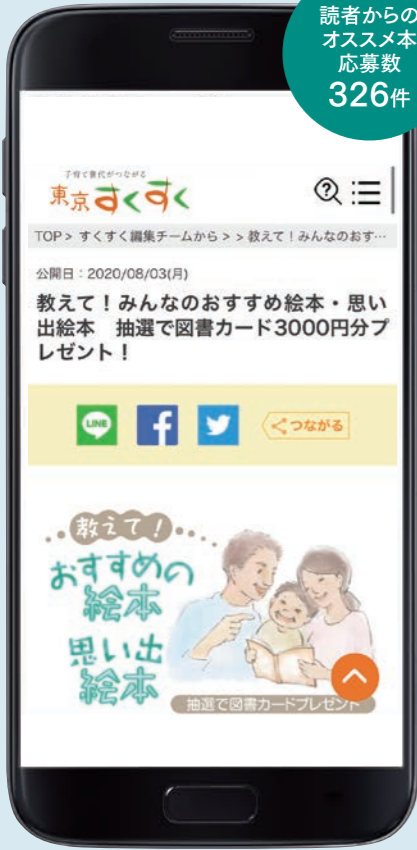 読者からの
オススメ本
応募数
326件
子育て世代がつながる
東京すくすく
TOP > すくすく編集チームから > > 教えて！みんなのおす…
公開日：2020/08/03(月)
教えて！みんなのおすすめ絵本・思い
出絵本　抽選で図書カード3000円分プ
レゼント！
LINE
つながる
教えて！
おすすめの
絵本
思い出
絵本
抽選で図書カードプレゼント